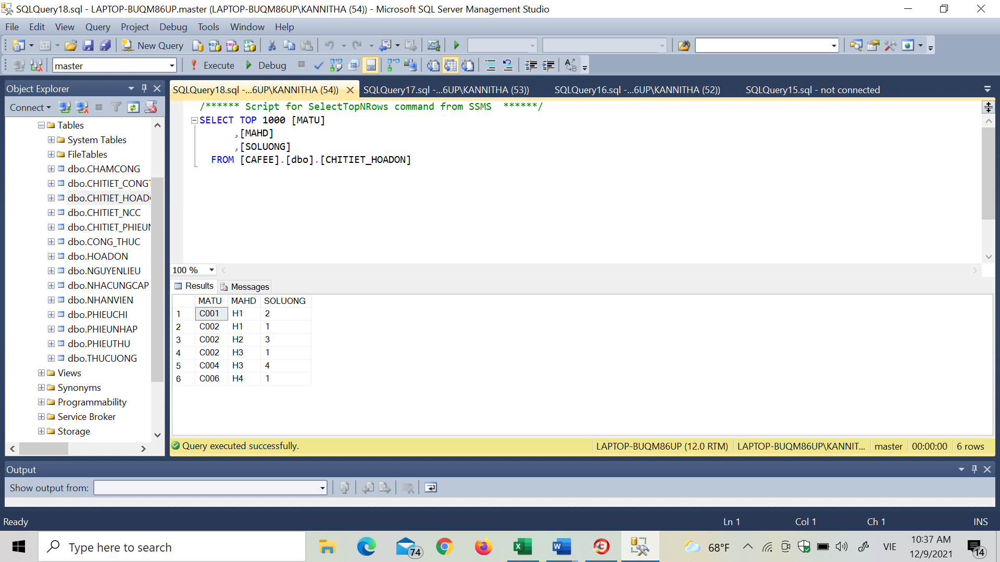 SQLQuery18.sql - LAPTOP-BUQM86UP.master (LAPTOP-BUQM86UP\KANNITHA (54)) - Microsoft SQL Server Management Studio
File Edit View Query Project Debug Tools Window Help
New Query
master Execute Debug
Object Explorer
SQLQuery18.sql -...6UP\KANNITHA (54)) SQLQuery17.sql -...6UP\KANNITHA (53)) SQLQuery16.sql -...6UP\KANNITHA (52)) SQLQuery15.sql - not connected
Connect
Tables
System Tables
FileTables
dbo.CHAMCONG
dbo.CHITIET_CONGT
dbo.CHITIET_HOADO
dbo.CHITIET_NCC
dbo.CHITIET_PHIEUN
dbo.CONG_THUC
dbo.HOADON
dbo.NGUYENLIEU
dbo.NHACUNGCAP
dbo.NHANVIEN
dbo.PHIEUCHI
dbo.PHIEUNHAP
dbo.PHIEUTHU
dbo.THUCUONG
Views
Synonyms
Programmability
Service Broker
Storage
/****** Script for SelectTopNRows command from SSMS ******/
SELECT TOP 1000 [MATU]
,[MAHD]
,[SOLUONG]
FROM [CAFEE].[dbo].[CHITIET_HOADON]
100 %
Results Messages
MATU MAHD SOLUONG
1 C001 H1 2
2 C002 H1 1
3 C002 H2 3
4 C002 H3 1
5 C004 H3 4
6 C006 H4 1
Query executed successfully. LAPTOP-BUQM86UP (12.0 RTM) LAPTOP-BUQM86UP\KANNIT... master 00:00:00 6 rows
Output
Show output from:
Ready Ln 1 Col 1 Ch 1 INS
Type here to search 74 68°F VIE 10:37 AM
12/9/2021 14